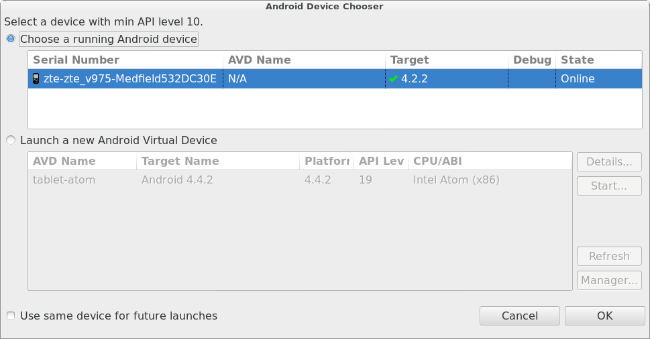 Android Device Chooser
Select a device with min API level 10.
Choose a running Android device
Serial Number AVD Name Target Debug State
zte-zte_v975-Medfield532DC30E N/A 4.2.2 Online
Launch a new Android Virtual Device
AVD Name Target Name Platform API Lev CPU/ABI
tablet-atom Android 4.4.2 4.4.2 19 Intel Atom (x86)
Details...
Start...
Refresh
Manager...
Use same device for future launches
Cancel OK